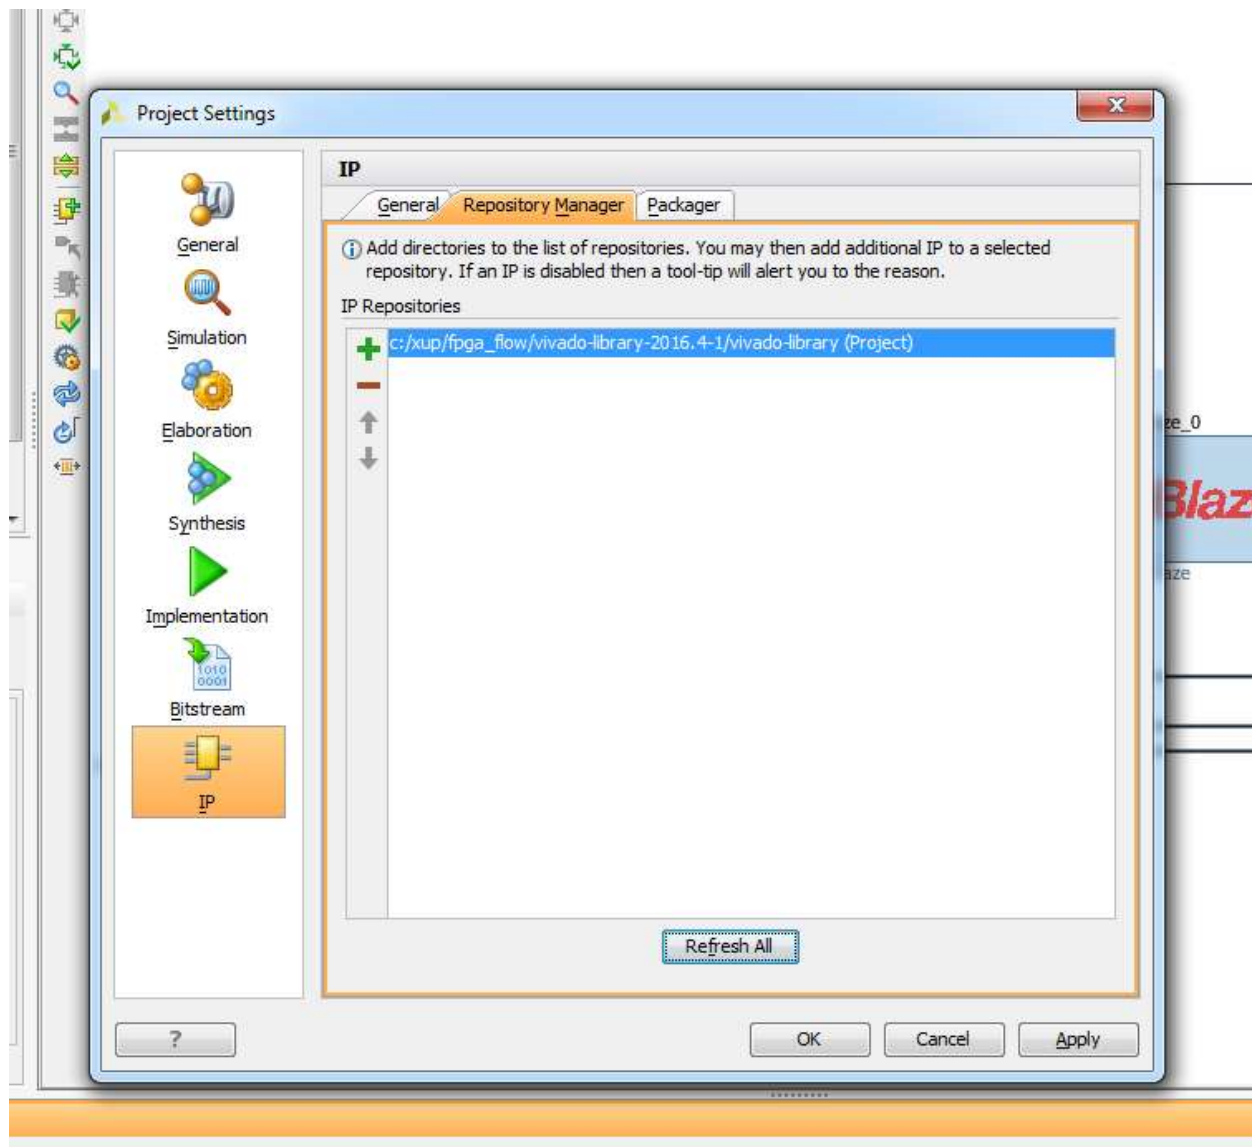 Project Settings
IP
General
Repository Manager
Packager
Add directories to the list of repositories. You may then add additional IP to a selected
repository. If an IP is disabled then a tool-tip will alert you to the reason.
IP Repositories
c:/xup/fpga_flow/vivado-library-2016.4-1/vivado-library (Project)
General
Simulation
Elaboration
Synthesis
Implementation
1010
0001
Bitstream
IP
Refresh All
?
OK
Cancel
Apply
ze_0
Blaz
aze